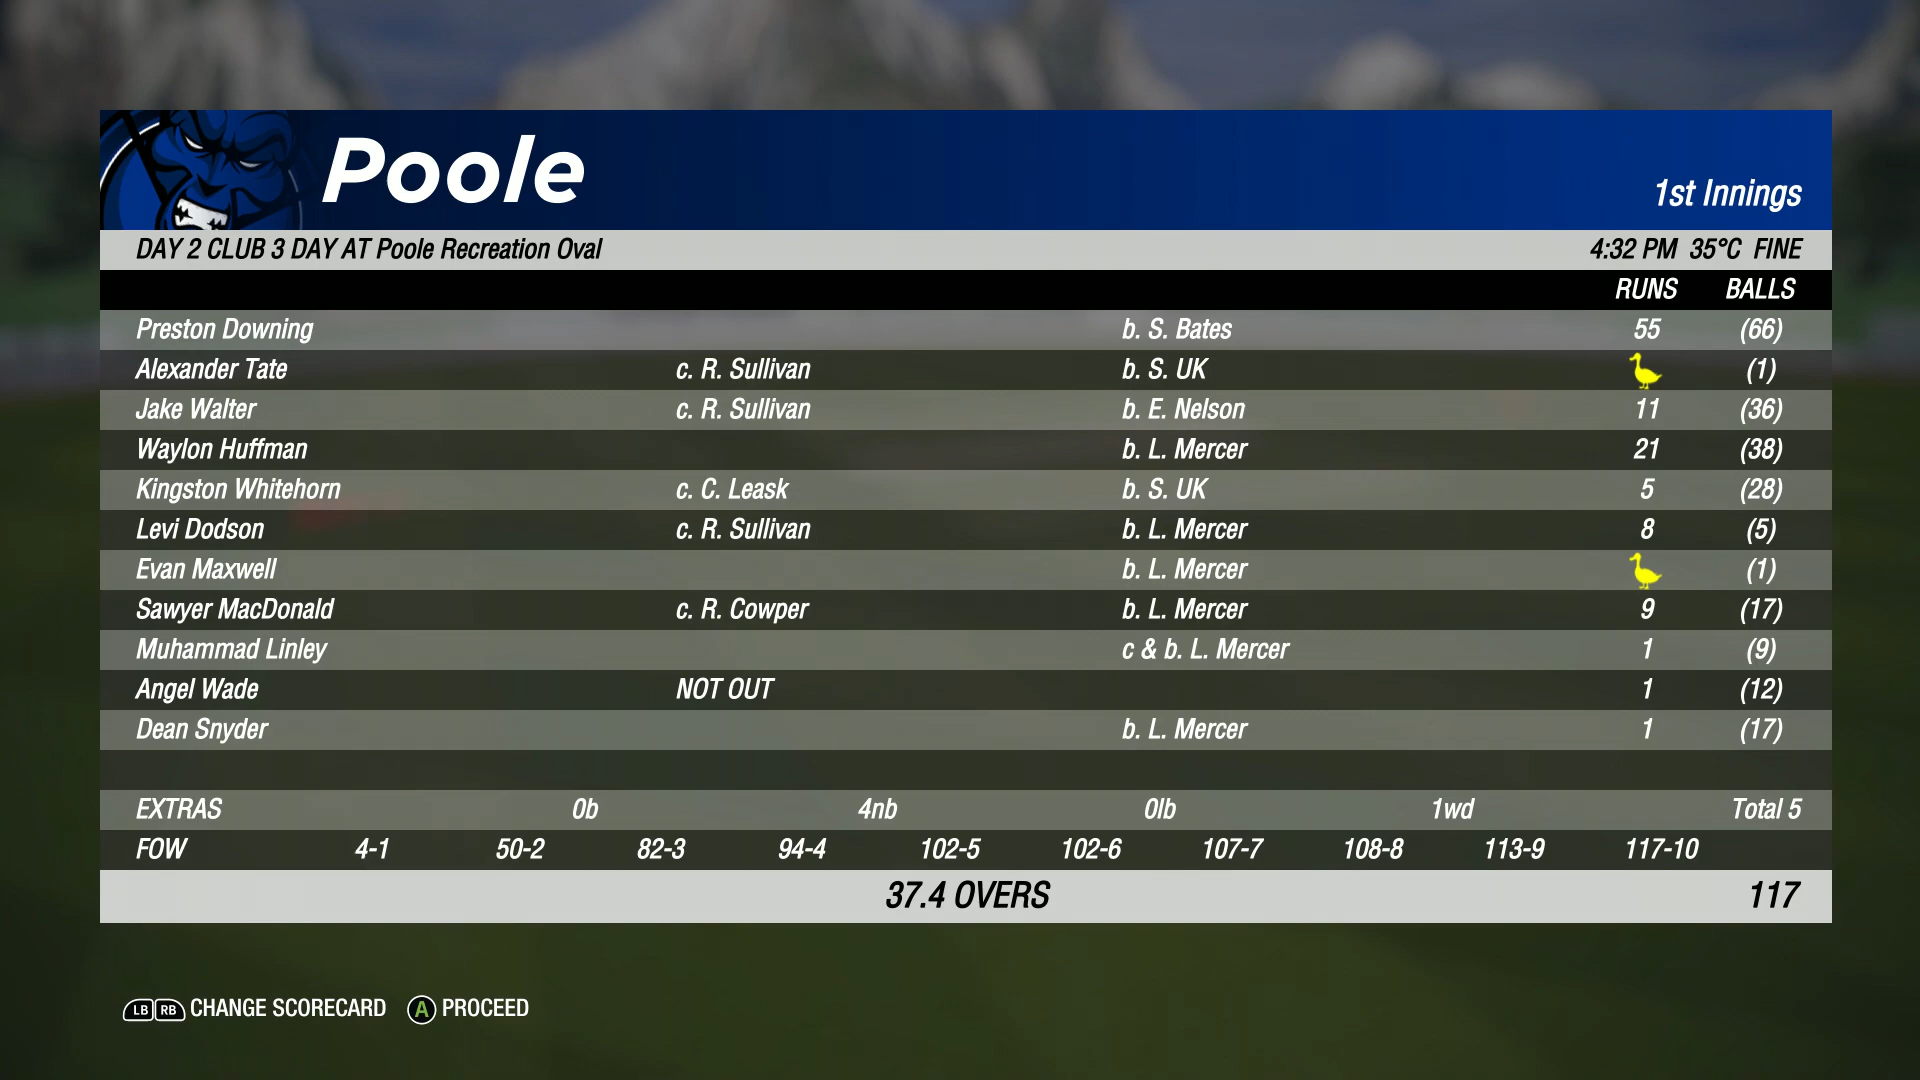 Poole
1st Innings
DAY 2 CLUB 3 DAY AT Poole Recreation Oval 4:32 PM 35°C FINE
RUNS BALLS
Preston Downing b. S. Bates 55 (66)
Alexander Tate c. R. Sullivan b. S. UK (1)
Jake Walter c. R. Sullivan b. E. Nelson 11 (36)
Waylon Huffman b. L. Mercer 21 (38)
Kingston Whitehorn c. C. Leask b. S. UK 5 (28)
Levi Dodson c. R. Sullivan b. L. Mercer 8 (5)
Evan Maxwell b. L. Mercer (1)
Sawyer MacDonald c. R. Cowper b. L. Mercer 9 (17)
Muhammad Linley c & b. L. Mercer 1 (9)
Angel Wade NOT OUT 1 (12)
Dean Snyder b. L. Mercer 1 (17)
EXTRAS 0b 4nb 0lb 1wd Total 5
FOW 4-1 50-2 82-3 94-4 102-5 102-6 107-7 108-8 113-9 117-10
37.4 OVERS 117
LB RB CHANGE SCORECARD A PROCEED